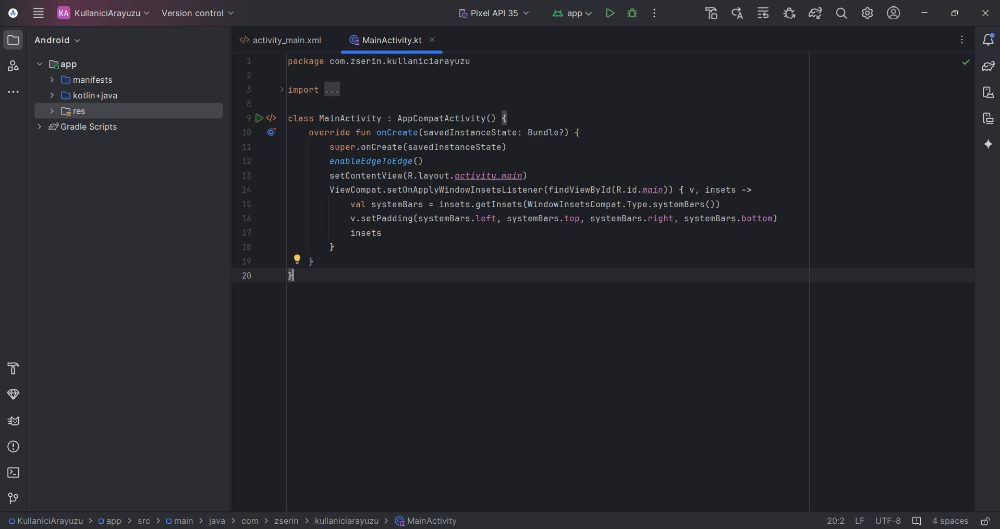 KA KullaniciArayuzu Version control Pixel API 35 app
Android
app
manifests
kotlin+java
res
Gradle Scripts
activity_main.xml MainActivity.kt
1 package com.zserin.kullaniciarayuzu
2
3 import ...
8
9 class MainActivity : AppCompatActivity() {
10 override fun onCreate(savedInstanceState: Bundle?) {
11 super.onCreate(savedInstanceState)
12 enableEdgeToEdge()
13 setContentView(R.layout.activity_main)
14 ViewCompat.setOnApplyWindowInsetsListener(findViewById(R.id.main)) { v, insets ->
15 val systemBars = insets.getInsets(WindowInsetsCompat.Type.systemBars())
16 v.setPadding(systemBars.left, systemBars.top, systemBars.right, systemBars.bottom)
17 insets
18 }
19 }
20 }
KullaniciArayuzu > app > src > main > java > com > zserin > kullaniciarayuzu > MainActivity 20:2 LF UTF-8 4 spaces